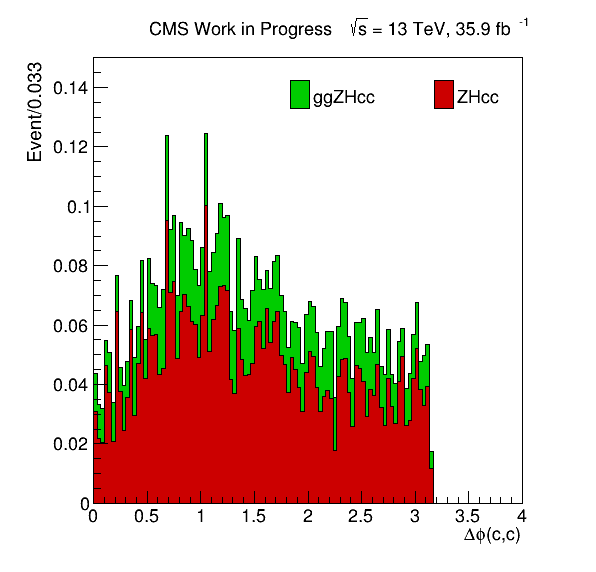 CMS Work in Progress √s = 13 TeV, 35.9 fb⁻¹
Event/0.033
ggZHcc ZHcc
0.14
0.12
0.1
0.08
0.06
0.04
0.02
0
0 0.5 1 1.5 2 2.5 3 3.5 4
Δϕ(c,c)